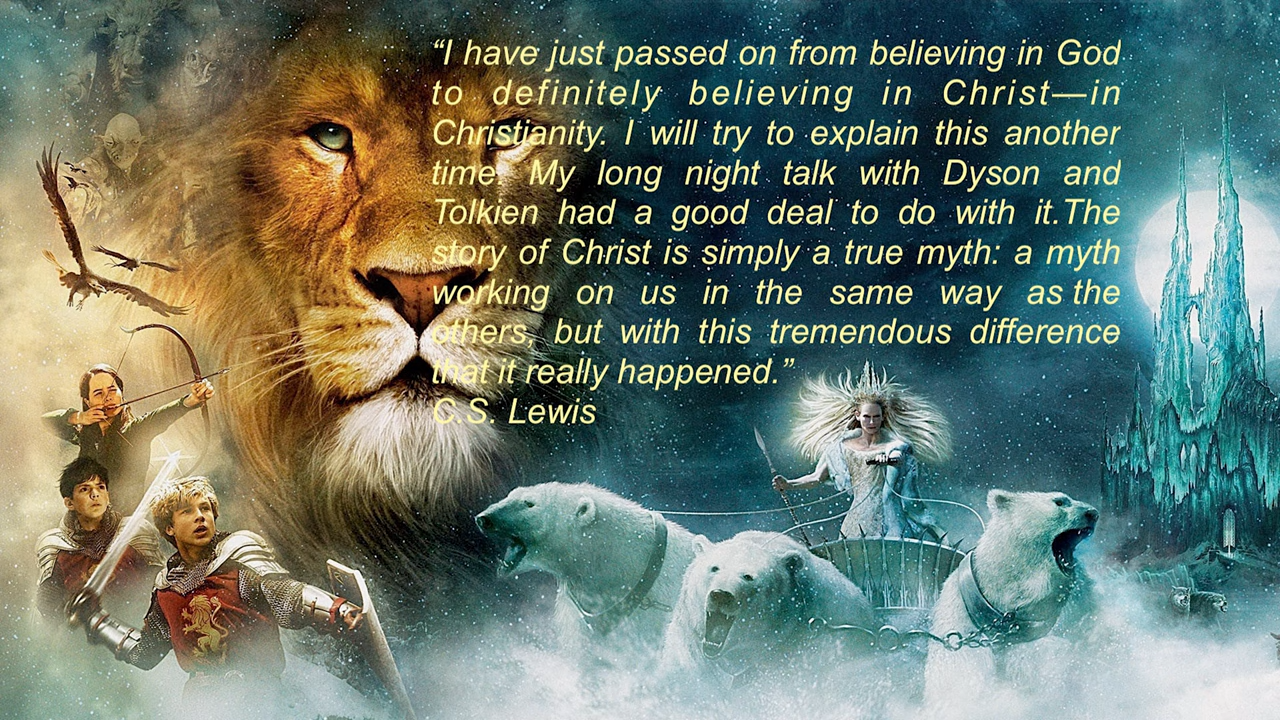 “I have just passed on from believing in God
to definitely believing in Christ—in
Christianity. I will try to explain this another
time. My long night talk with Dyson and
Tolkien had a good deal to do with it.The
story of Christ is simply a true myth: a myth
working on us in the same way as the
others, but with this tremendous difference
that it really happened.”
C.S. Lewis